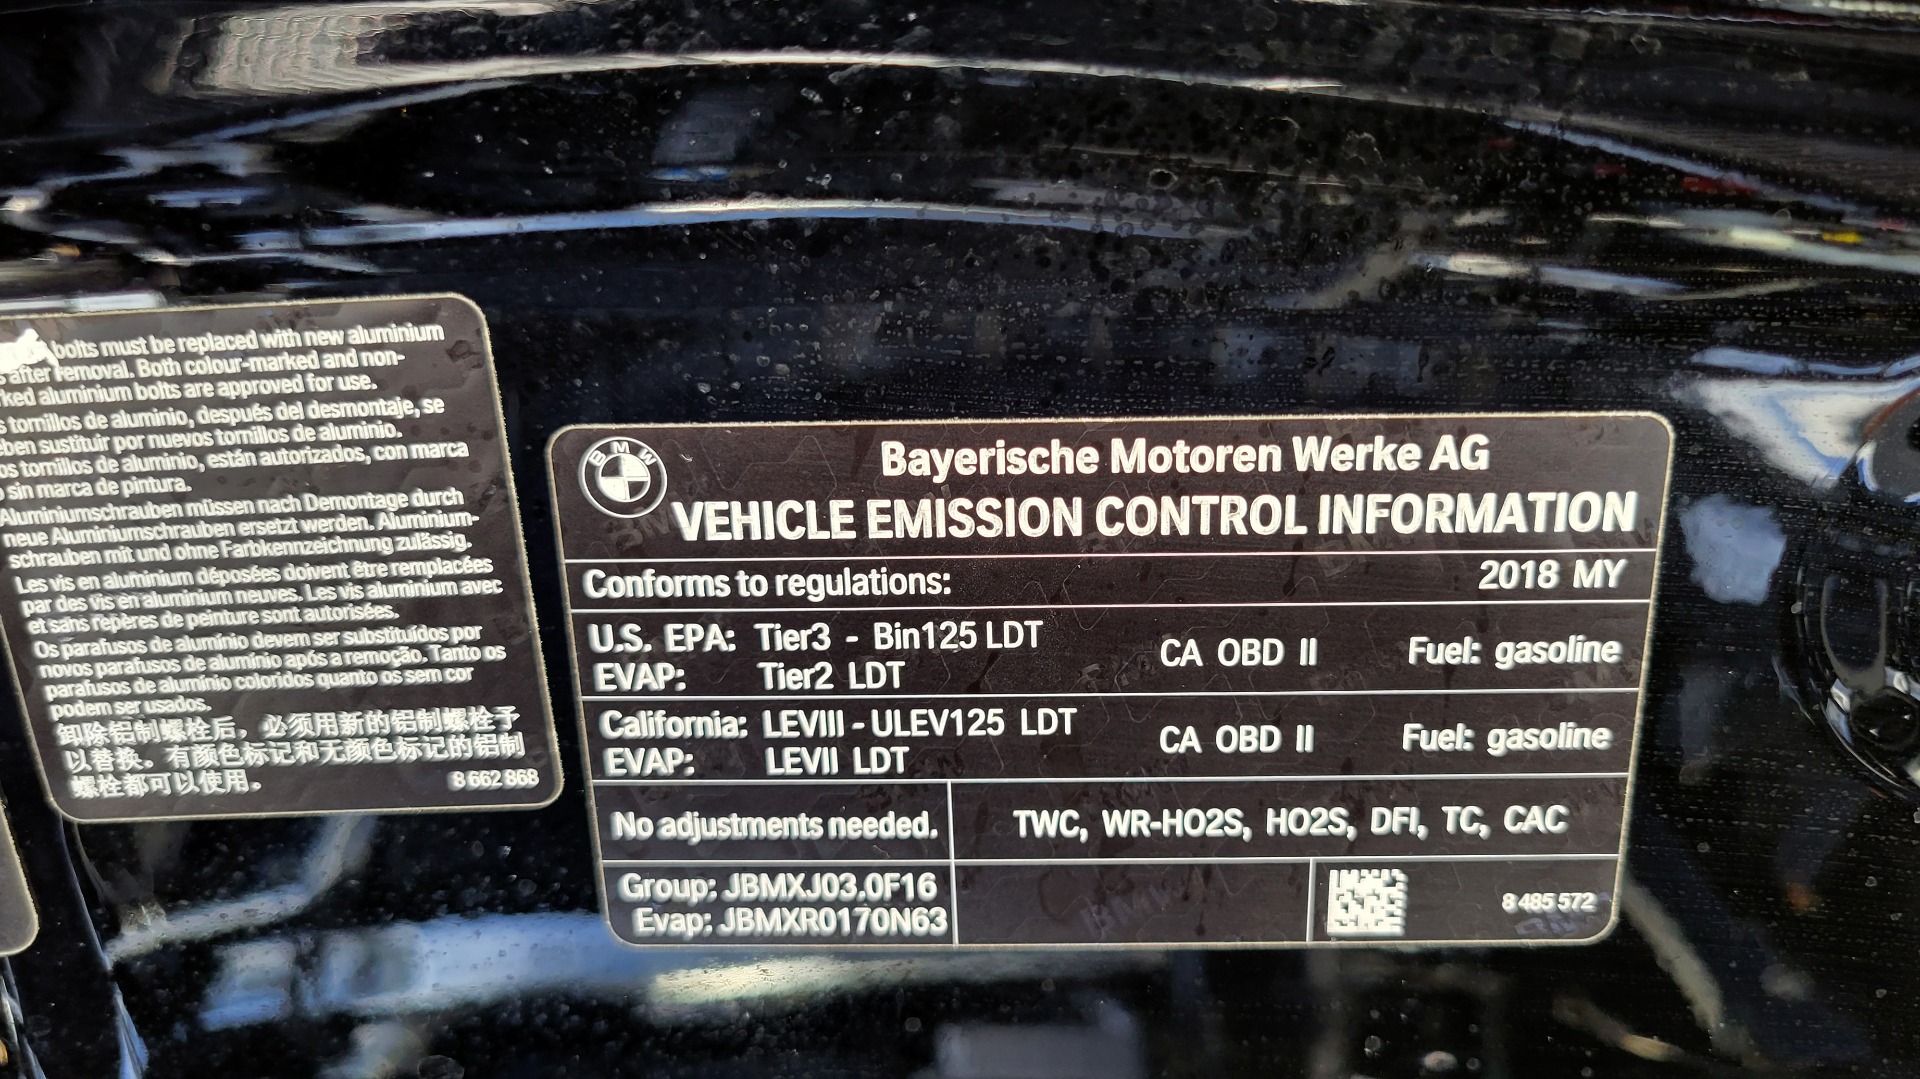 bolts must be replaced with new aluminium
after removal. Both colour-marked and non-
aluminium bolts are approved for use.
tornillos de aluminio, después del desmontaje, se
sustituir por nuevos tornillos de aluminio.
tornillos de aluminio, están autorizados, con marca
sin marca de pintura.
Aluminiumschrauben müssen nach Demontage durch
neue Aluminiumschrauben ersetzt werden. Aluminium-
schrauben mit und ohne Farbkennzeichnung zulässig.
Les vis en aluminium déposées doivent être remplacées
par des vis en aluminium neuves. Les vis aluminium avec
et sans repères de peinture sont autorisées.
Os parafusos de alumínio devem ser substituídos por
novos parafusos de alumínio após a remoção. Tanto os
parafusos de alumínio coloridos quanto os sem cor
podem ser usados.
卸除铝制螺栓后，必须用新的铝制螺栓予
以替换。有颜色标记和无颜色标记的铝制
螺栓都可以使用。
8 662 868
BMW
Bayerische Motoren Werke AG
VEHICLE EMISSION CONTROL INFORMATION
Conforms to regulations: 2018 MY
U.S. EPA: Tier3 - Bin125 LDT CA OBD II Fuel: gasoline
EVAP: Tier2 LDT
California: LEVIII - ULEV125 LDT CA OBD II Fuel: gasoline
EVAP: LEVII LDT
No adjustments needed. TWC, WR-HO2S, HO2S, DFI, TC, CAC
Group: JBMXJ03.0F16
Evap: JBMXR0170N63
8 485 572